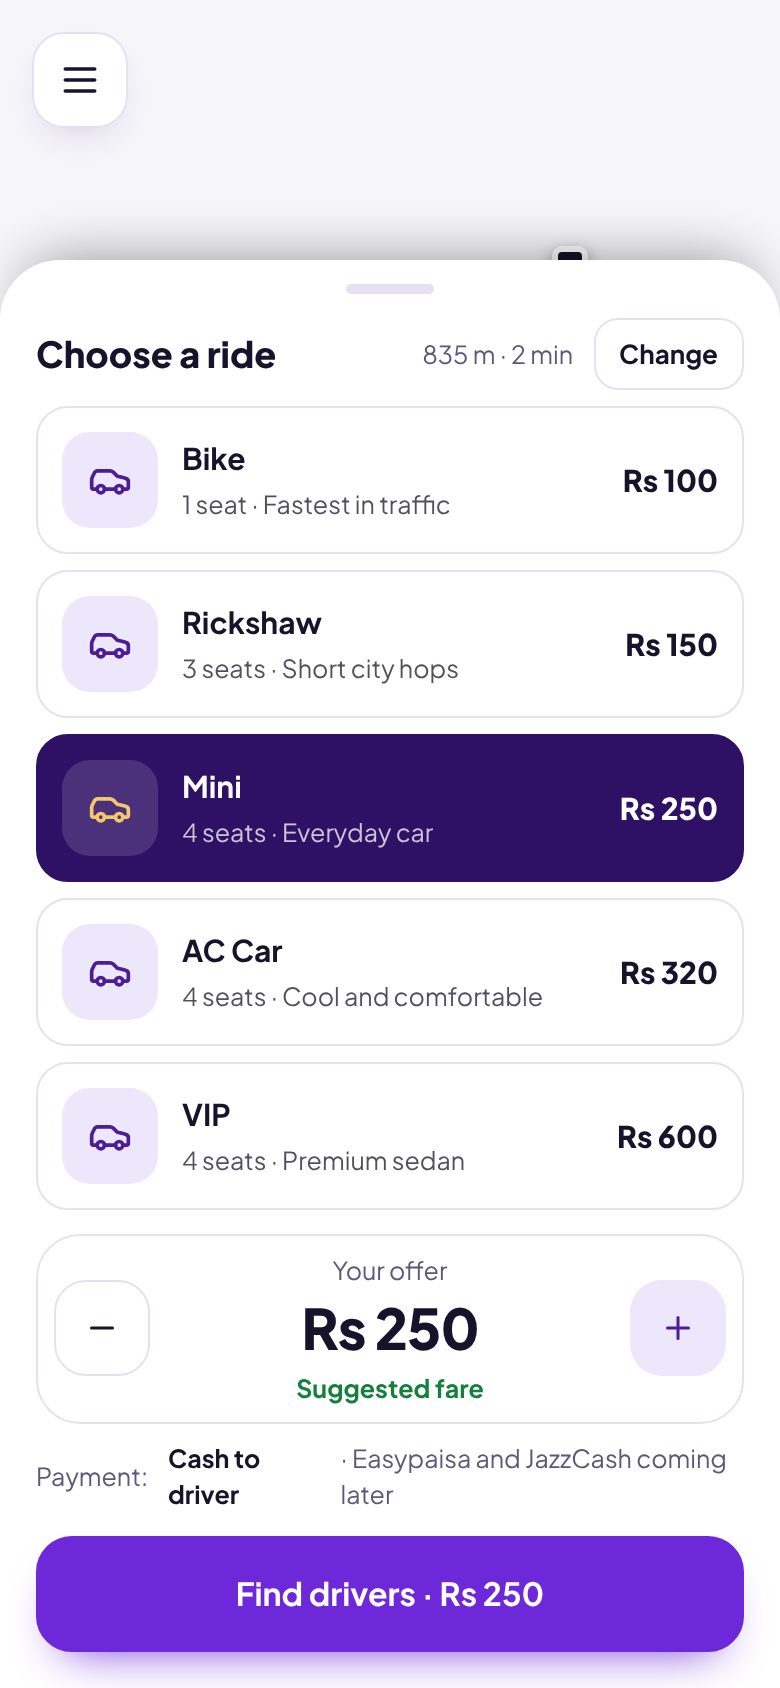 Choose a ride
835 m · 2 min
Change
Bike
1 seat · Fastest in traffic
Rs 100
Rickshaw
3 seats · Short city hops
Rs 150
Mini
4 seats · Everyday car
Rs 250
AC Car
4 seats · Cool and comfortable
Rs 320
VIP
4 seats · Premium sedan
Rs 600
Your offer
Rs 250
Suggested fare
Payment:
Cash to
driver
· Easypaisa and JazzCash coming
later
Find drivers · Rs 250